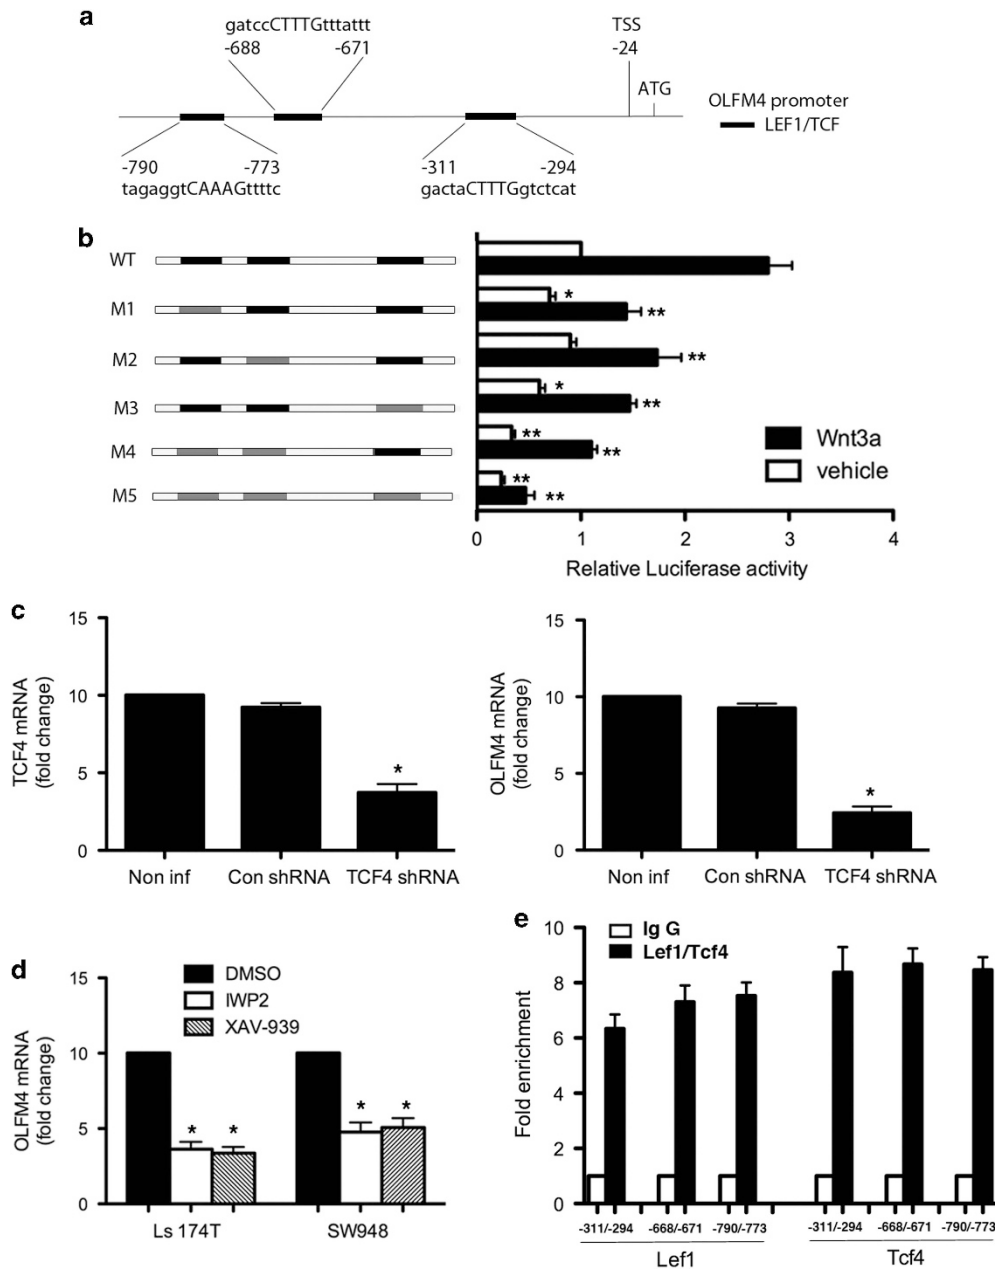 a
gatccCTTTGtttattt
-688 -671
TSS
-24
ATG
OLFM4 promoter
LEF1/TCF
-790 -773
tagaggtCAAAGttttc
-311 -294
gactaCTTTGgtctcat
b
WT
M1
*
**
M2
**
M3
*
**
M4
**
**
M5
**
**
Wnt3a
vehicle
0 1 2 3 4
Relative Luciferase activity
c
TCF4 mRNA
(fold change)
15
10
5
0
*
Non inf Con shRNA TCF4 shRNA
OLFM4 mRNA
(fold change)
15
10
5
0
*
Non inf Con shRNA TCF4 shRNA
d
DMSO
IWP2
XAV-939
OLFM4 mRNA
(fold change)
15
10
5
0
* * * *
Ls 174T SW948
e
Ig G
Lef1/Tcf4
Fold enrichment
10
8
6
4
2
0
-311/-294 -668/-671 -790/-773 -311/-294 -668/-671 -790/-773
Lef1 Tcf4